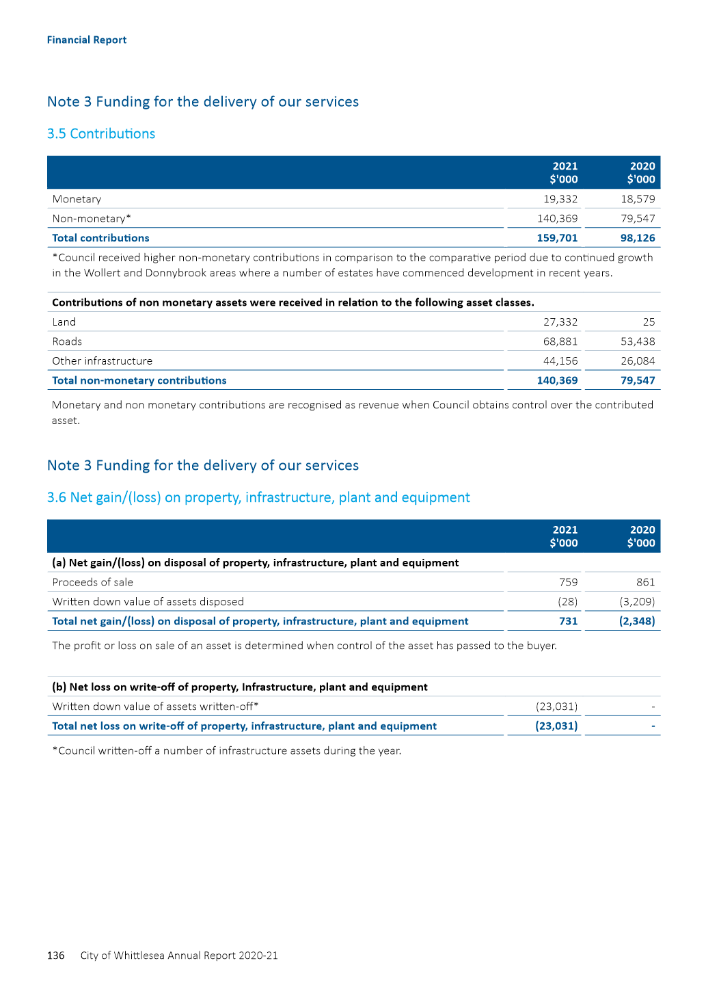 Financial Report
Note 3 Funding for the delivery of our services
3.5 Contributions
2021 2020
$'000 $'000
Monetary 19,332 18,579
Non-monetary* 140,369 79,547
Total contributions 159,701 98,126
*Council received higher non-monetary contributions in comparison to the comparative period due to continued growth
in the Wollert and Donnybrook areas where a number of estates have commenced development in recent years.
Contributions of non monetary assets were received in relation to the following asset classes.
Land 27,332 25
Roads 68,881 53,438
Other infrastructure 44,156 26,084
Total non-monetary contributions 140,369 79,547
Monetary and non monetary contributions are recognised as revenue when Council obtains control over the contributed
asset.
Note 3 Funding for the delivery of our services
3.6 Net gain/(loss) on property, infrastructure, plant and equipment
2021 2020
$'000 $'000
(a) Net gain/(loss) on disposal of property, infrastructure, plant and equipment
Proceeds of sale 759 861
Written down value of assets disposed (28) (3,209)
Total net gain/(loss) on disposal of property, infrastructure, plant and equipment 731 (2,348)
The profit or loss on sale of an asset is determined when control of the asset has passed to the buyer.
(b) Net loss on write-off of property, Infrastructure, plant and equipment
Written down value of assets written-off* (23,031) -
Total net loss on write-off of property, infrastructure, plant and equipment (23,031) -
*Council written-off a number of infrastructure assets during the year.
136 City of Whittlesea Annual Report 2020-21